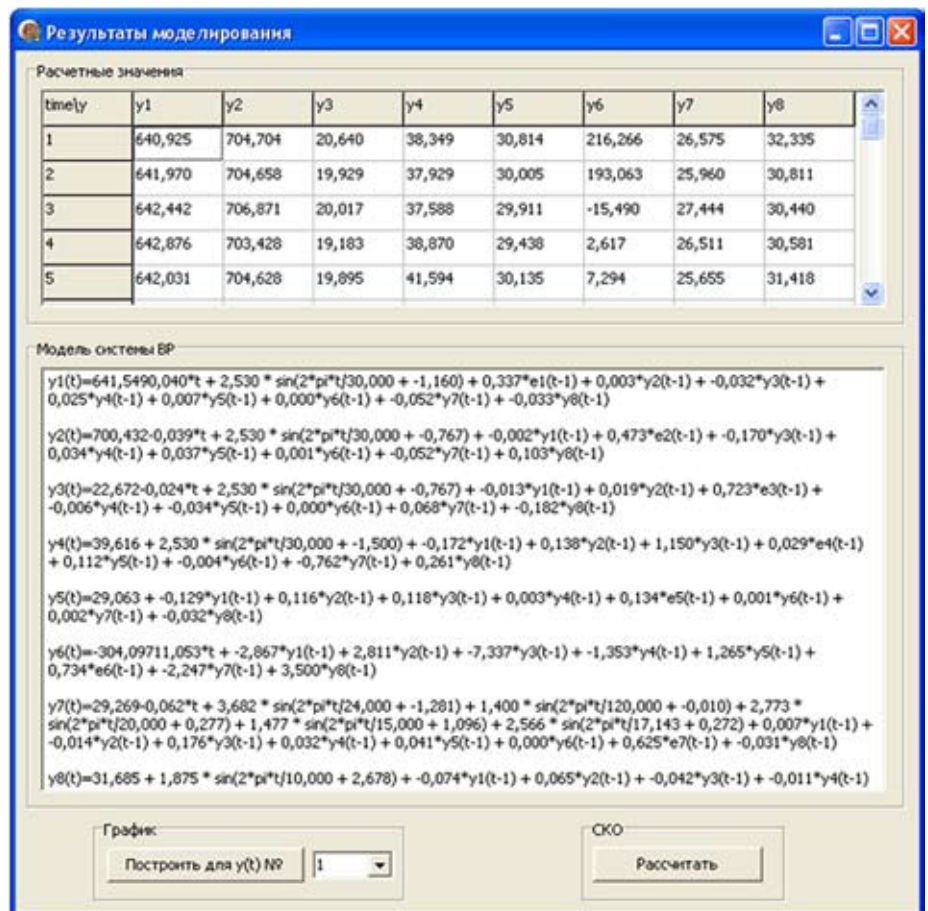 Результаты моделирования
Расчетные значения
time\y y1 y2 y3 y4 y5 y6 y7 y8
1 640,925 704,704 20,640 38,349 30,814 216,266 26,575 32,335
2 641,970 704,658 19,929 37,929 30,005 193,063 25,960 30,811
3 642,442 706,871 20,017 37,588 29,911 -15,490 27,444 30,440
4 642,876 703,428 19,183 38,870 29,438 2,617 26,511 30,581
5 642,031 704,628 19,895 41,594 30,135 7,294 25,655 31,418
Модель системы ВР
y1(t)=641,5490,040*t + 2,530 * sin(2*pi*t/30,000 + -1,160) + 0,337*e1(t-1) + 0,003*y2(t-1) + -0,032*y3(t-1) +
0,025*y4(t-1) + 0,007*y5(t-1) + 0,000*y6(t-1) + -0,052*y7(t-1) + -0,033*y8(t-1)
y2(t)=700,432-0,039*t + 2,530 * sin(2*pi*t/30,000 + -0,767) + -0,002*y1(t-1) + 0,473*e2(t-1) + -0,170*y3(t-1) +
0,034*y4(t-1) + 0,037*y5(t-1) + 0,001*y6(t-1) + -0,052*y7(t-1) + 0,103*y8(t-1)
y3(t)=22,672-0,024*t + 2,530 * sin(2*pi*t/30,000 + -0,767) + -0,013*y1(t-1) + 0,019*y2(t-1) + 0,723*e3(t-1) +
-0,006*y4(t-1) + -0,034*y5(t-1) + 0,000*y6(t-1) + 0,068*y7(t-1) + -0,182*y8(t-1)
y4(t)=39,616 + 2,530 * sin(2*pi*t/30,000 + -1,500) + -0,172*y1(t-1) + 0,138*y2(t-1) + 1,150*y3(t-1) + 0,029*e4(t-1)
+ 0,112*y5(t-1) + -0,004*y6(t-1) + -0,762*y7(t-1) + 0,261*y8(t-1)
y5(t)=29,063 + -0,129*y1(t-1) + 0,116*y2(t-1) + 0,118*y3(t-1) + 0,003*y4(t-1) + 0,134*e5(t-1) + 0,001*y6(t-1) +
0,002*y7(t-1) + -0,032*y8(t-1)
y6(t)=-304,09711,053*t + -2,867*y1(t-1) + 2,811*y2(t-1) + -7,337*y3(t-1) + -1,353*y4(t-1) + 1,265*y5(t-1) +
0,734*e6(t-1) + -2,247*y7(t-1) + 3,500*y8(t-1)
y7(t)=29,269-0,062*t + 3,682 * sin(2*pi*t/24,000 + -1,281) + 1,400 * sin(2*pi*t/120,000 + -0,010) + 2,773 *
sin(2*pi*t/20,000 + 0,277) + 1,477 * sin(2*pi*t/15,000 + 1,096) + 2,566 * sin(2*pi*t/17,143 + 0,272) + 0,007*y1(t-1) +
-0,014*y2(t-1) + 0,176*y3(t-1) + 0,032*y4(t-1) + 0,041*y5(t-1) + 0,000*y6(t-1) + 0,625*e7(t-1) + -0,031*y8(t-1)
y8(t)=31,685 + 1,875 * sin(2*pi*t/10,000 + 2,678) + -0,074*y1(t-1) + 0,065*y2(t-1) + -0,042*y3(t-1) + -0,011*y4(t-1)
График СКО
Построить для y(t) № 1 Рассчитать